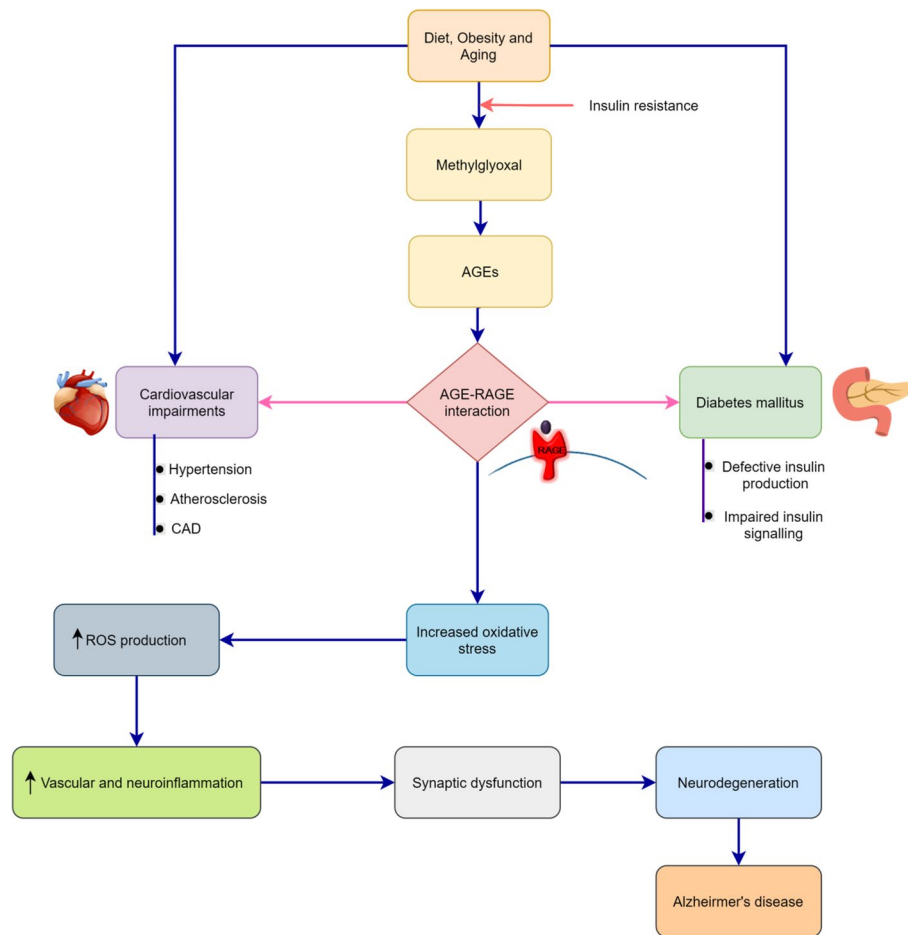 Diet, Obesity and
Aging
Insulin resistance
Methylglyoxal
AGEs
Cardiovascular
impairments
AGE-RAGE
interaction
Diabetes mallitus
RAGE
Hypertension
Atherosclerosis
CAD
Defective insulin
production
Impaired insulin
signalling
ROS production
Increased oxidative
stress
Vascular and neuroinflammation
Synaptic dysfunction
Neurodegeneration
Alzheirmer's disease